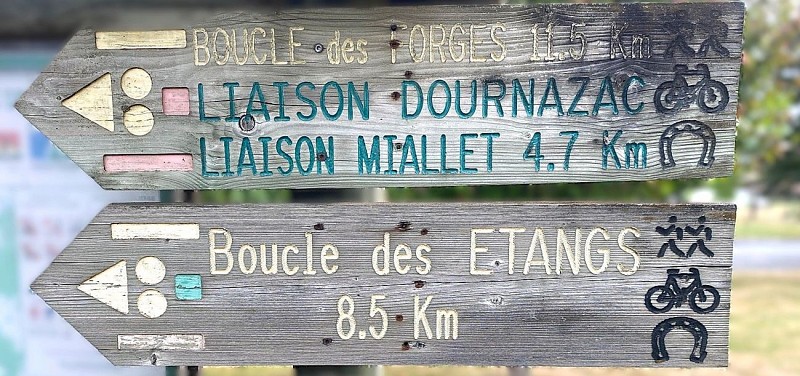 BOUCLE des FORGES 11.5 Km
LIAISON DOURNAZAC
LIAISON MIALLET 4.7 Km
Boucle des ETANGS
8.5 Km